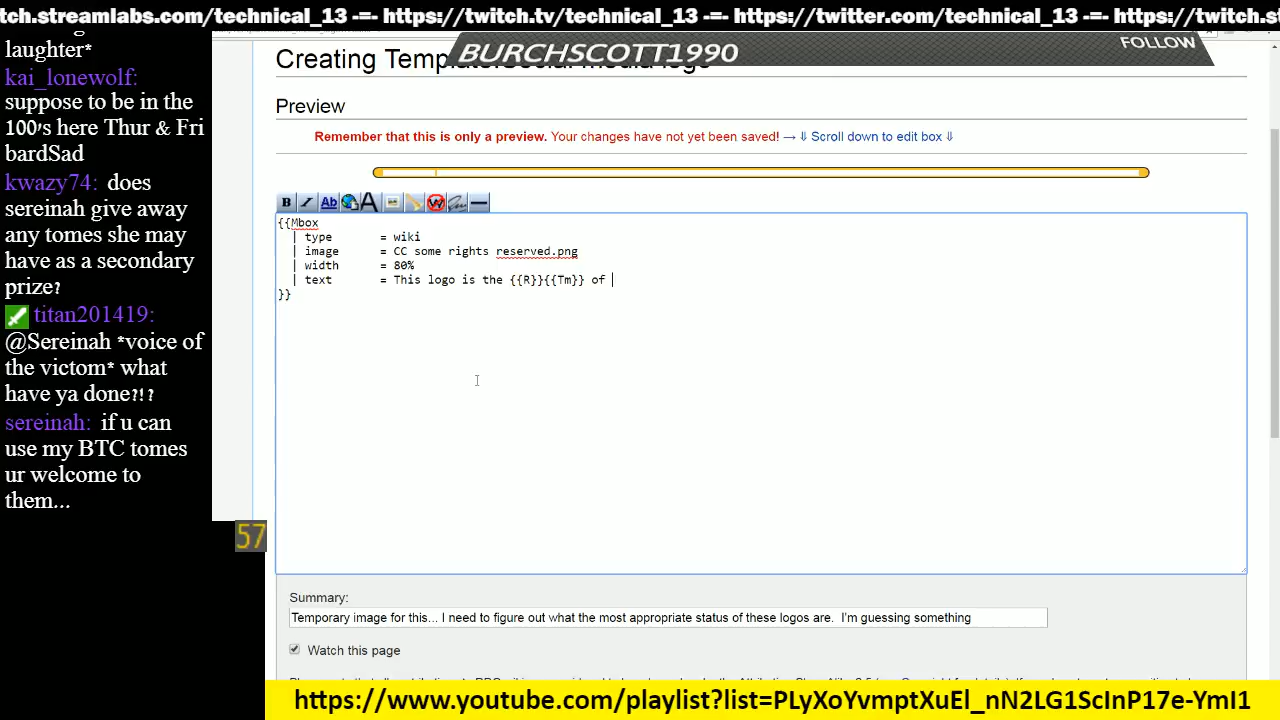 tch.streamlabs.com/technical_13 -=- https://twitch.tv/technical_13 -=- https://twitter.com/technical_13 -=- https://twitch.st
laughter*
kai_lonewolf:
suppose to be in the
100's here Thur & Fri
bardSad
kwazy74: does
sereinah give away
any tomes she may
have as a secondary
prize?
titan201419:
@Sereinah *voice of
the victom* what
have ya done?!?
sereinah: if u can
use my BTC tomes
ur welcome to
them...
BURCHSCOTT1990
FOLLOW
Preview
Remember that this is only a preview. Your changes have not yet been saved! → ⇓ Scroll down to edit box ⇓
B I Ab A
{{Mbox
| type = wiki
| image = CC some rights reserved.png
| width = 80%
| text = This logo is the {{R}}{{Tm}} of
}}
57
Summary:
Temporary image for this... I need to figure out what the most appropriate status of these logos are.  I'm guessing something
Watch this page
https://www.youtube.com/playlist?list=PLyXoYvmptXuEl_nN2LG1ScInP17e-YmI1